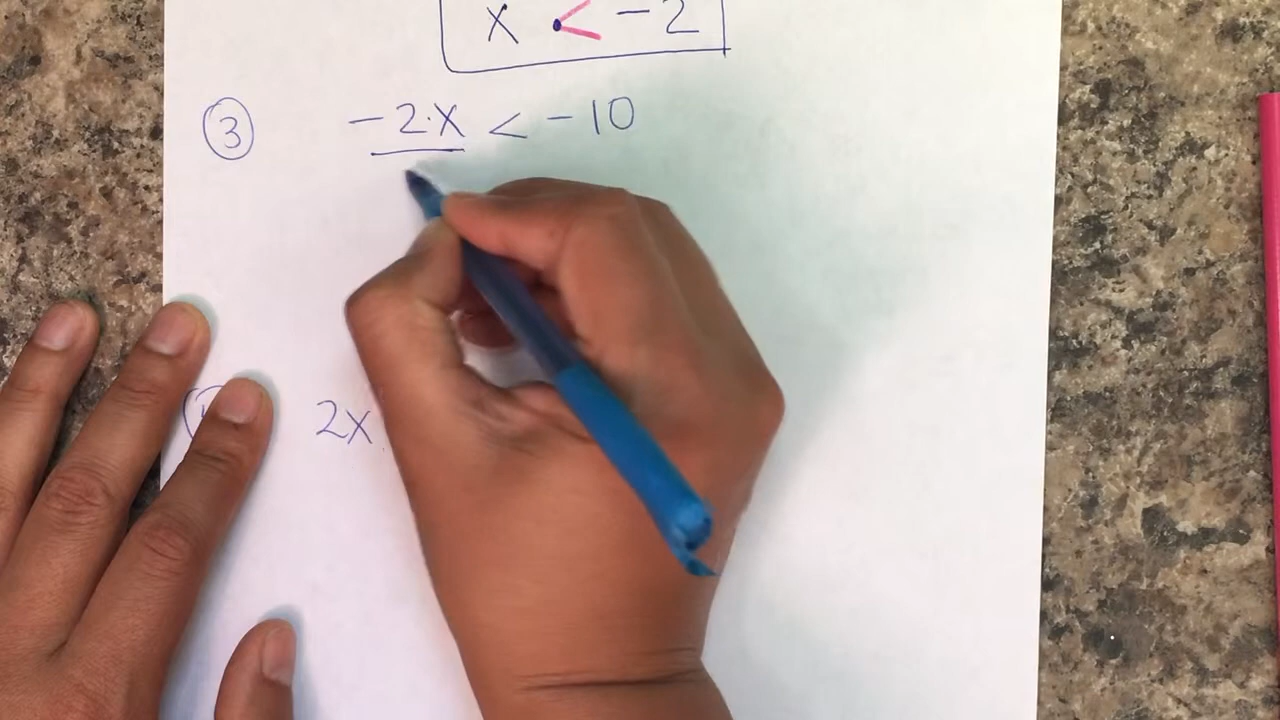 x < -2
③ -2·x < -10
2x